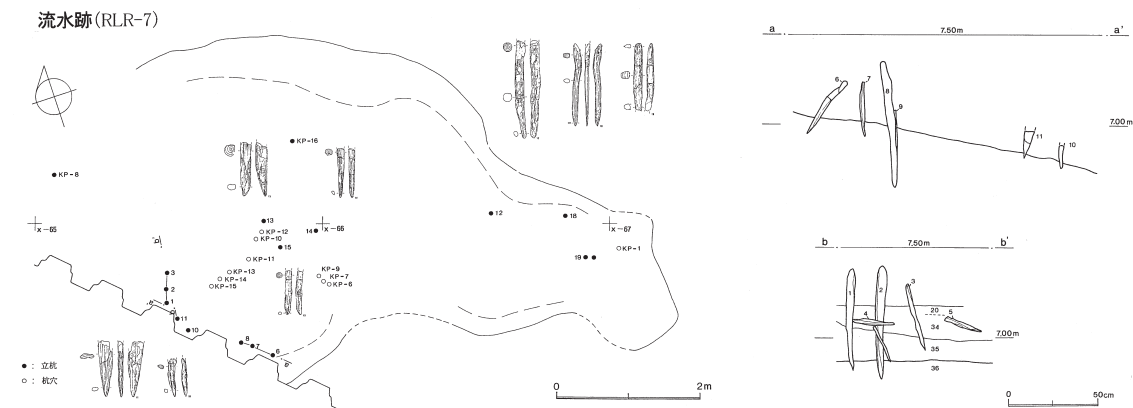 流水跡(RLR-7)
KP-16
KP-8
x-65
13
KP-12
KP-10
14
x-66
15
KP-11
KP-13
KP-14
KP-15
KP-9
KP-7
KP-6
12
18
x-67
KP-1
19
3
2
1
11
10
8
7
6
a
a'
b
b'
● : 立杭
○ : 杭穴
0 2m
a 7.50m a'
6
7
8
9
11
10
7.00m
b 7.50m b'
1
2
3
4
5
20
34
35
36
7.00m
0 50cm